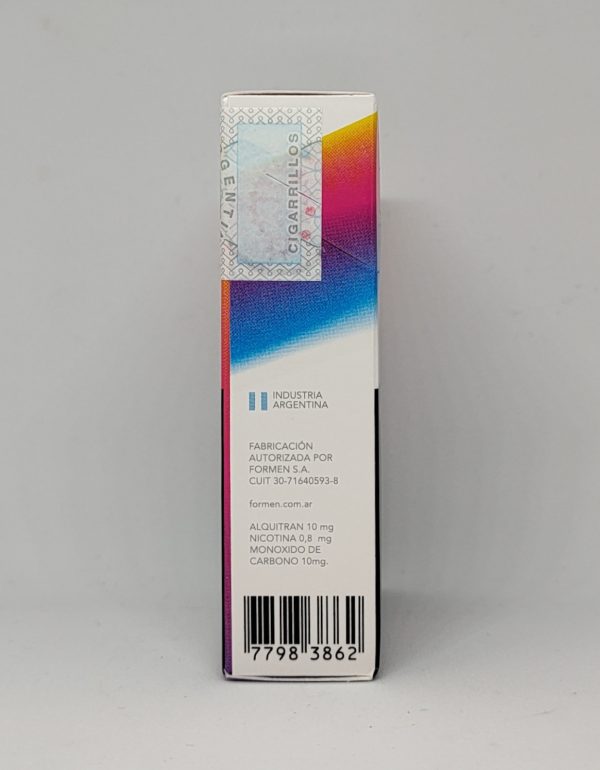 CIGARRILLOS
INDUSTRIA
ARGENTINA
FABRICACIÓN
AUTORIZADA POR
FORMEN S.A.
CUIT 30-71640593-8
formen.com.ar
ALQUITRAN 10 mg
NICOTINA 0,8 mg
MONOXIDO DE
CARBONO 10mg.
7798 3862